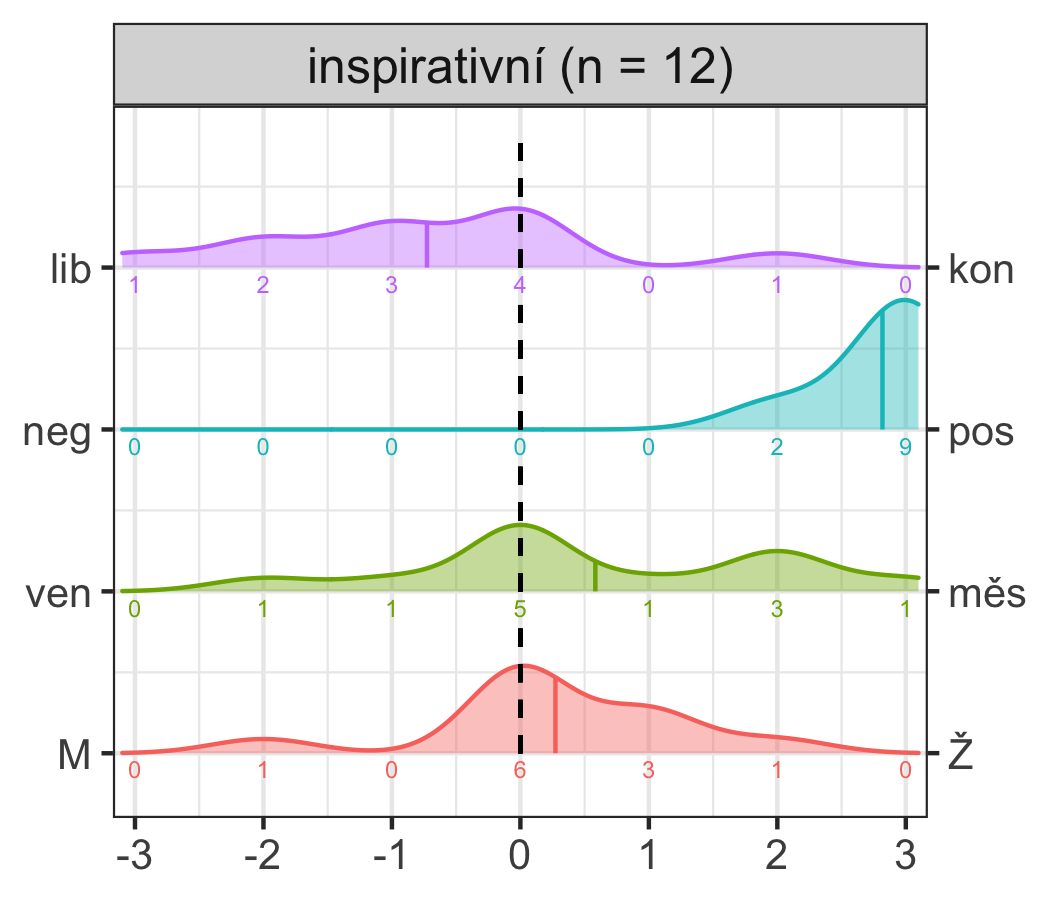 inspirativní (n = 12)
lib kon
1 2 3 4 0 1 0
neg pos
0 0 0 0 0 2 9
ven měs
0 1 1 5 1 3 1
M Ž
0 1 0 6 3 1 0
-3 -2 -1 0 1 2 3